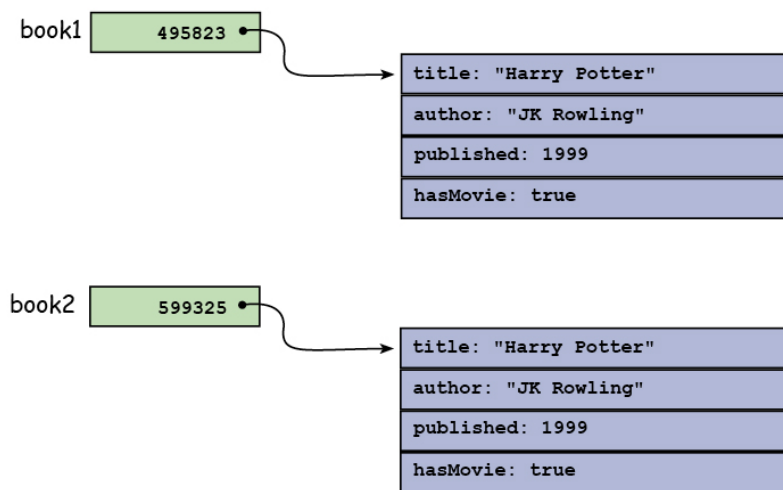 book1 495823
title: "Harry Potter"
author: "JK Rowling"
published: 1999
hasMovie: true
book2 599325
title: "Harry Potter"
author: "JK Rowling"
published: 1999
hasMovie: true